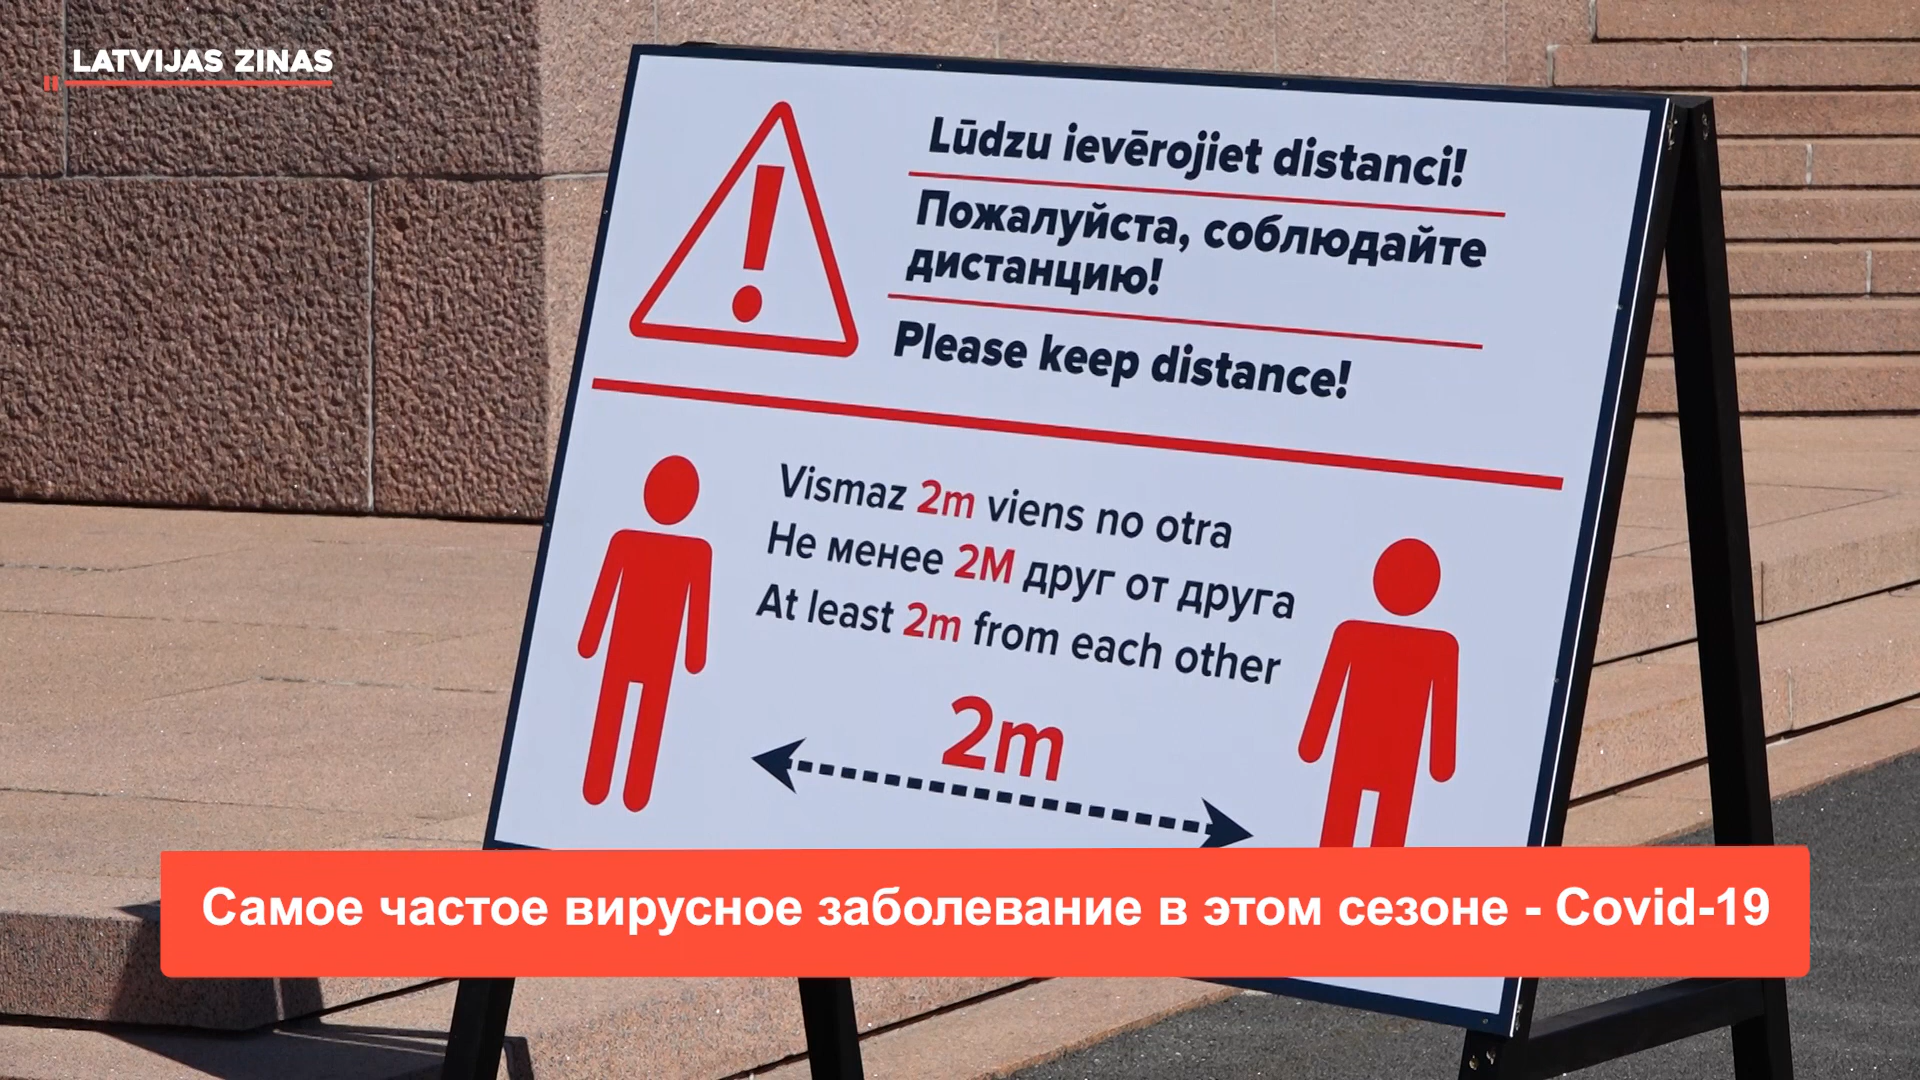 LATVIJAS ZIŅAS
Lūdzu ievērojiet distanci!
Пожалуйста, соблюдайте
дистанцию!
Please keep distance!
Vismaz 2m viens no otra
Не менее 2М друг от друга
At least 2m from each other
2m
Самое частое вирусное заболевание в этом сезоне - Covid-19